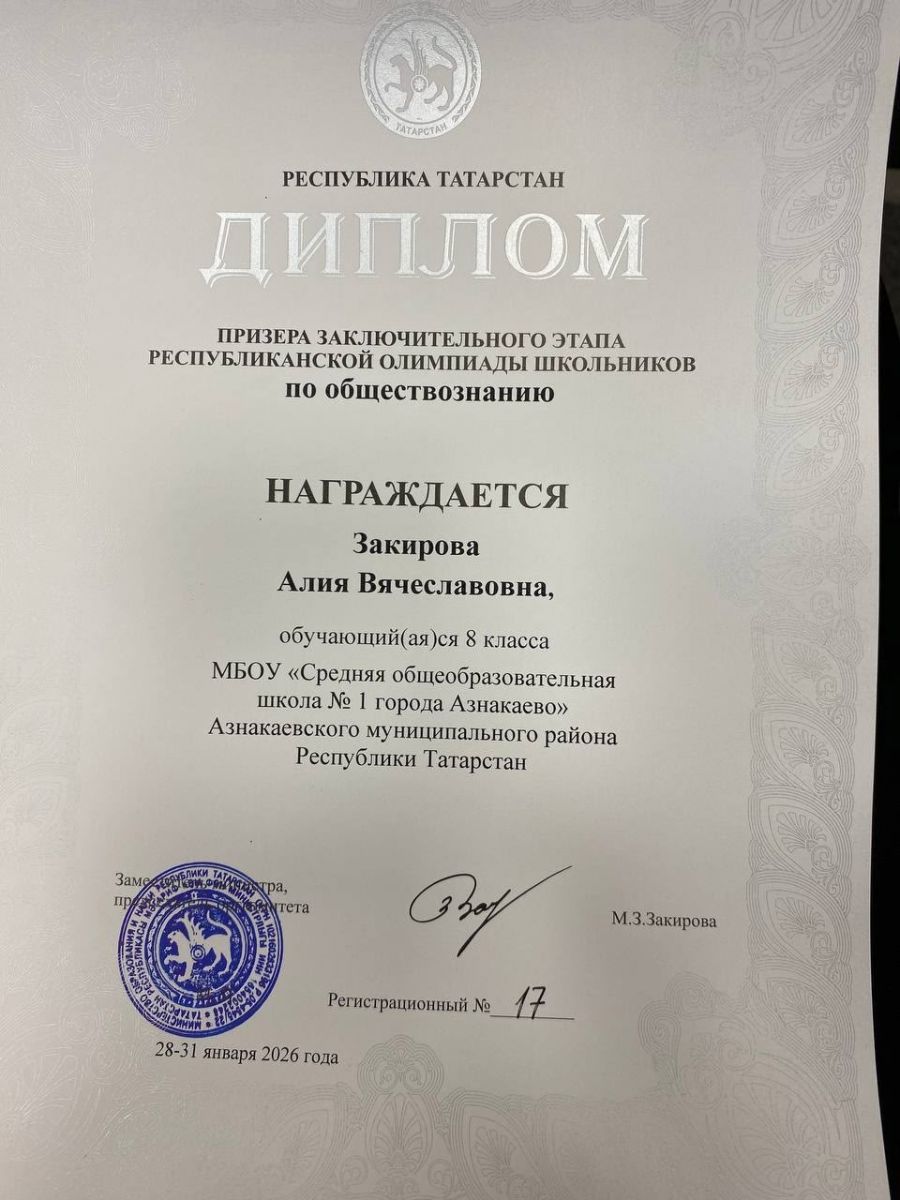 ТАТАРСТАН
РЕСПУБЛИКА ТАТАРСТАН
ДИПЛОМ
ПРИЗЕРА ЗАКЛЮЧИТЕЛЬНОГО ЭТАПА
РЕСПУБЛИКАНСКОЙ ОЛИМПИАДЫ ШКОЛЬНИКОВ
по обществознанию
НАГРАЖДАЕТСЯ
Закирова
Алия Вячеславовна,
обучающий(ая)ся 8 класса
МБОУ «Средняя общеобразовательная
школа № 1 города Азнакаево»
Азнакаевского муниципального района
Республики Татарстан
М.З.Закирова
Регистрационный № 17
28-31 января 2026 года